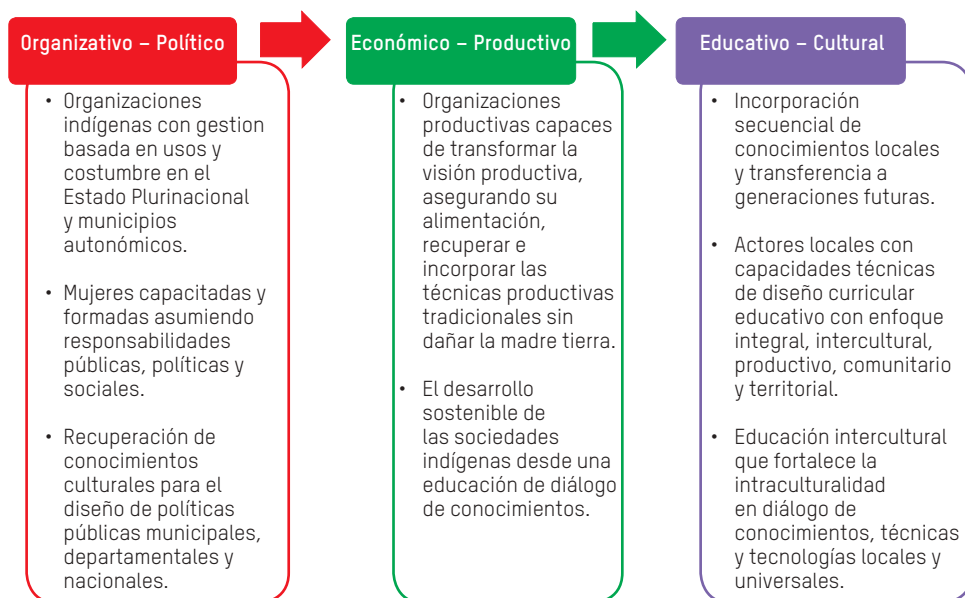 Organizativo – Político
• Organizaciones
indígenas con gestion
basada en usos y
costumbre en el
Estado Plurinacional
y municipios
autonómicos.
• Mujeres capacitadas y
formadas asumiendo
responsabilidades
públicas, políticas y
sociales.
• Recuperación de
conocimientos
culturales para el
diseño de políticas
públicas municipales,
departamentales y
nacionales.
Económico – Productivo
• Organizaciones
productivas capaces
de transformar la
visión productiva,
asegurando su
alimentación,
recuperar e
incorporar las
técnicas productivas
tradicionales sin
dañar la madre tierra.
• El desarrollo
sostenible de
las sociedades
indígenas desde una
educación de diálogo
de conocimientos.
Educativo – Cultural
• Incorporación
secuencial de
conocimientos locales
y transferencia a
generaciones futuras.
• Actores locales con
capacidades técnicas
de diseño curricular
educativo con enfoque
integral, intercultural,
productivo, comunitario
y territorial.
• Educación intercultural
que fortalece la
intraculturalidad
en diálogo de
conocimientos, técnicas
y tecnologías locales y
universales.